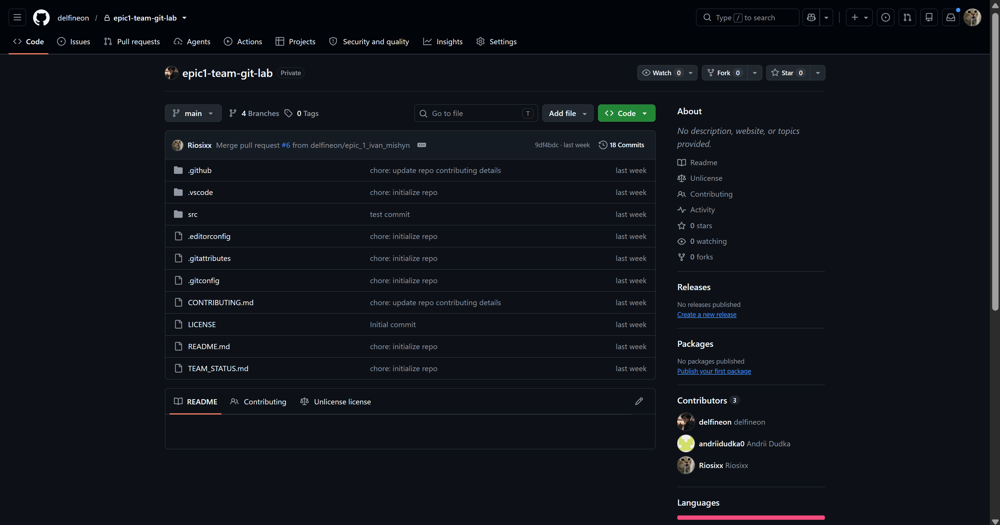 delfineon / epic1-team-git-lab
Type / to search
Code Issues Pull requests Agents Actions Projects Security and quality Insights Settings
epic1-team-git-lab Private
Watch 0 Fork 0 Star 0
main 4 Branches 0 Tags Go to file T Add file Code
Riosixx Merge pull request #6 from delfineon/epic_1_ivan_mishyn 9df4bdc · last week 18 Commits
.github chore: update repo contributing details last week
.vscode chore: initialize repo last week
src test commit last week
.editorconfig chore: initialize repo last week
.gitattributes chore: initialize repo last week
.gitconfig chore: initialize repo last week
CONTRIBUTING.md chore: update repo contributing details last week
LICENSE Initial commit last week
README.md chore: initialize repo last week
TEAM_STATUS.md chore: initialize repo last week
README Contributing Unlicense license
About
No description, website, or topics
provided.
Readme
Unlicense
Contributing
Activity
0 stars
0 watching
0 forks
Releases
No releases published
Create a new release
Packages
No packages published
Publish your first package
Contributors 3
delfineon delfineon
andriidudka0 Andrii Dudka
Riosixx Riosixx
Languages